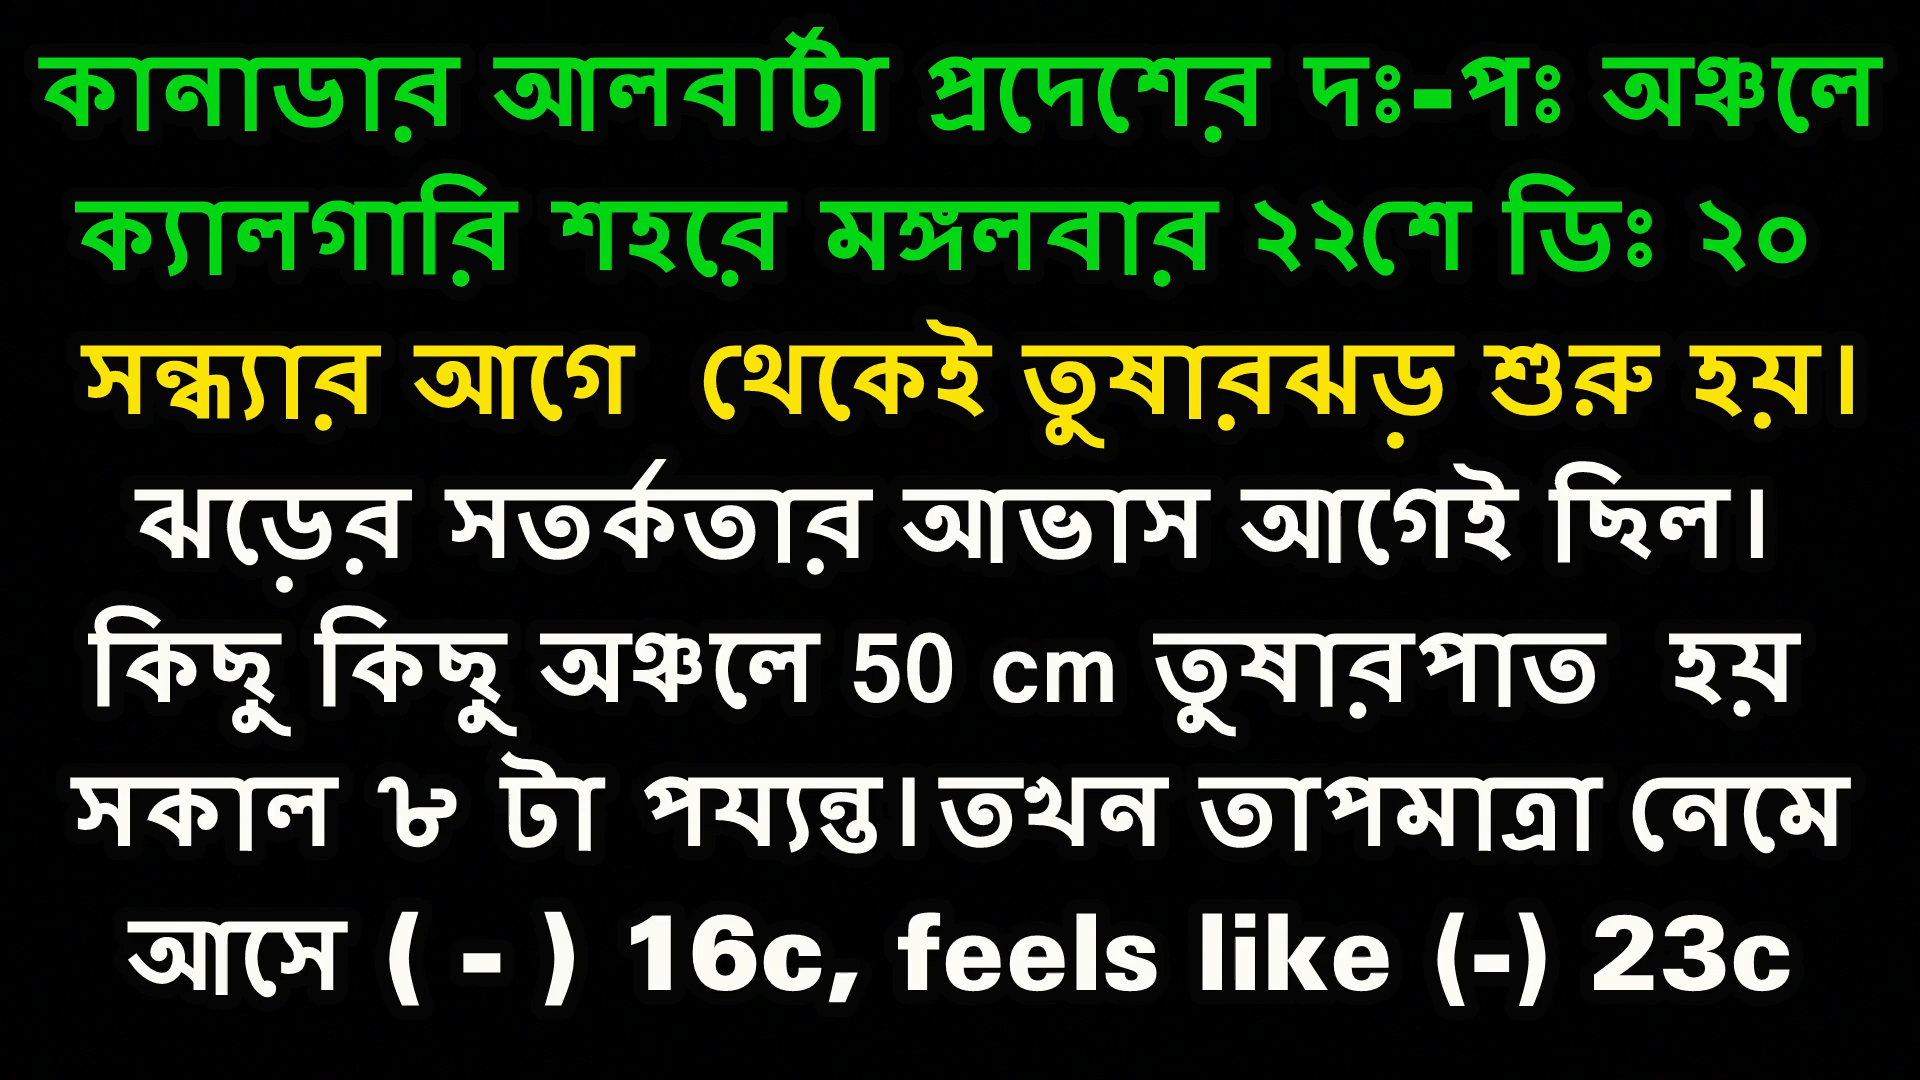 কানাডার আলবার্টা প্রদেশের দঃ-পঃ অঞ্চলে
ক্যালগারি শহরে মঙ্গলবার ২২শে ডিঃ ২০
সন্ধ্যার আগে থেকেই তুষারঝড় শুরু হয়।
ঝড়ের সতর্কতার আভাস আগেই ছিল।
কিছু কিছু অঞ্চলে 50 cm তুষারপাত হয়
সকাল ৮ টা পয্যন্ত।তখন তাপমাত্রা নেমে
আসে ( - ) 16c, feels like (-) 23c